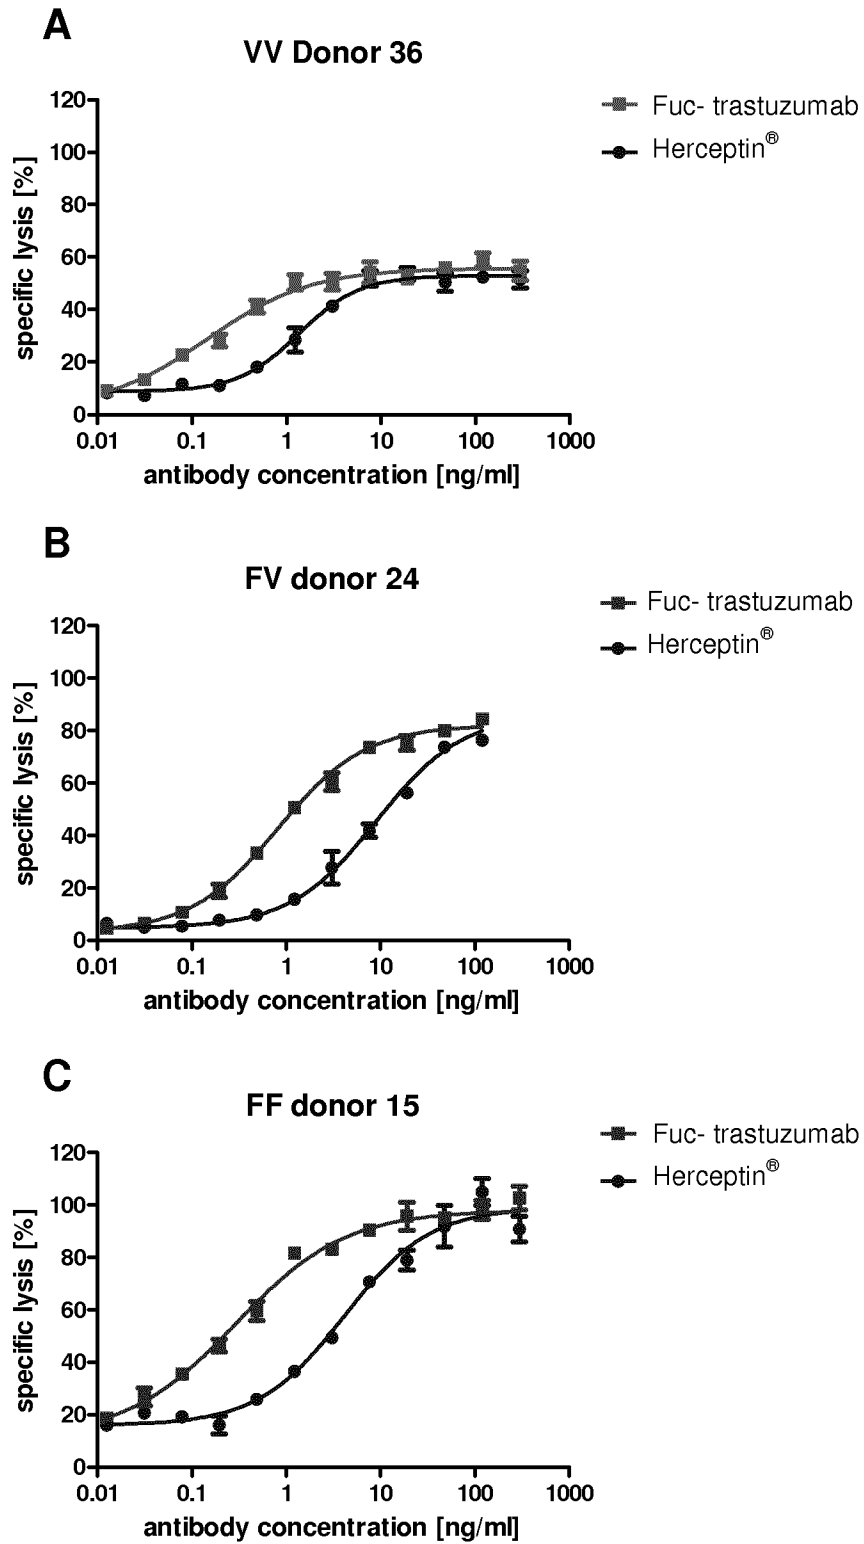 A
VV Donor 36
Fuc- trastuzumab
Herceptin®
specific lysis [%]
120
100
80
60
40
20
0
0.01 0.1 1 10 100 1000
antibody concentration [ng/ml]
B
FV donor 24
Fuc- trastuzumab
Herceptin®
specific lysis [%]
120
100
80
60
40
20
0
0.01 0.1 1 10 100 1000
antibody concentration [ng/ml]
C
FF donor 15
Fuc- trastuzumab
Herceptin®
specific lysis [%]
120
100
80
60
40
20
0
0.01 0.1 1 10 100 1000
antibody concentration [ng/ml]